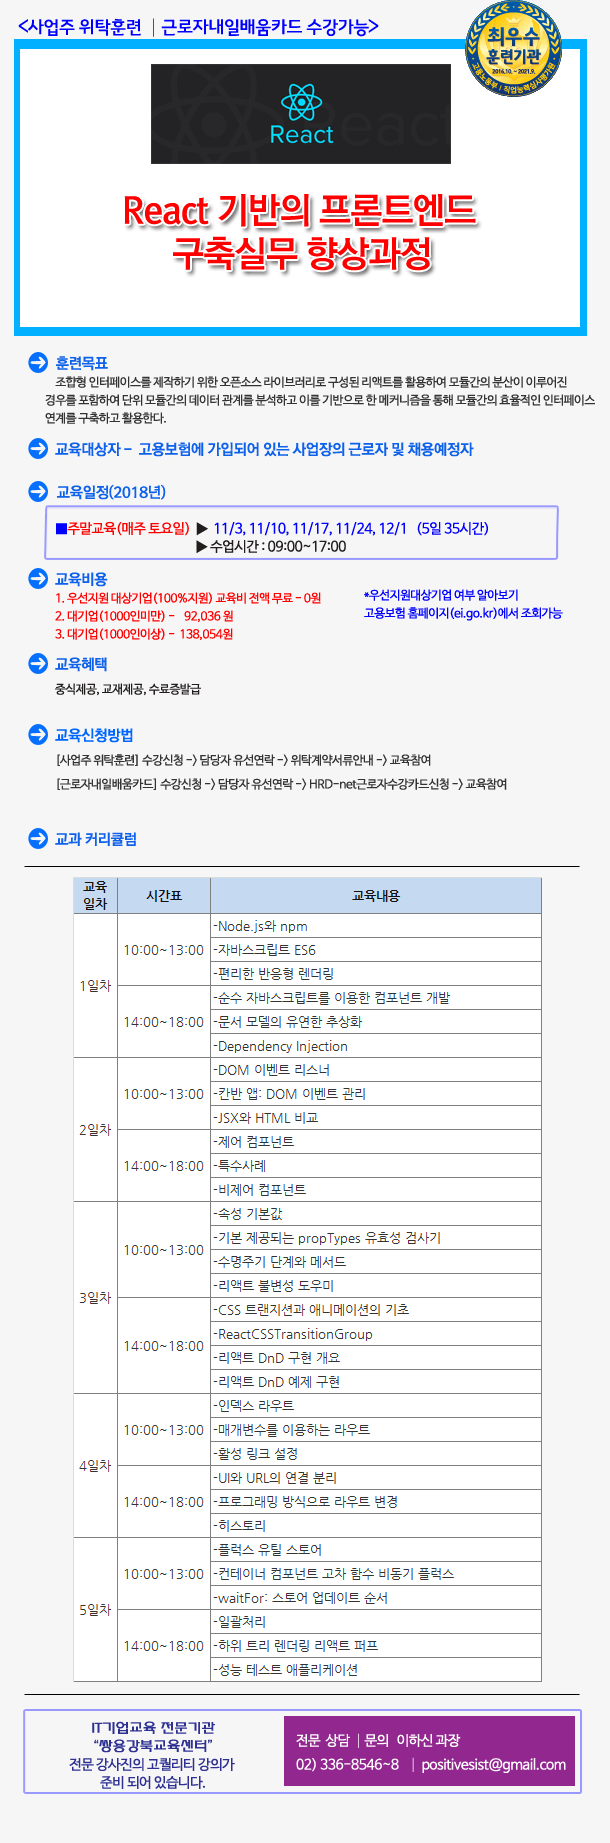 <사업주 위탁훈련 | 근로자내일배움카드 수강가능>
최우수
훈련기관
2016.10. ~ 2021.9.
고용노동부 | 직업능력심사평가원
React
React 기반의 프론트엔드
구축실무 향상과정
훈련목표
조합형 인터페이스를 제작하기 위한 오픈소스 라이브러리로 구성된 리액트를 활용하여 모듈간의 분산이 이루어진
경우를 포함하여 단위 모듈간의 데이터 관계를 분석하고 이를 기반으로 한 메커니즘을 통해 모듈간의 효율적인 인터페이스
연계를 구축하고 활용한다.
교육대상자 - 고용보험에 가입되어 있는 사업장의 근로자 및 채용예정자
교육일정(2018년)
■주말교육(매주 토요일) ▶ 11/3, 11/10, 11/17, 11/24, 12/1 (5일 35시간)
▶ 수업시간 : 09:00~17:00
교육비용
1. 우선지원 대상기업(100%지원) 교육비 전액 무료 - 0원
2. 대기업(1000인미만) - 92,036 원
3. 대기업(1000인이상) - 138,054원
*우선지원대상기업 여부 알아보기
고용보험 홈페이지(ei.go.kr)에서 조회가능
교육혜택
중식제공, 교재제공, 수료증발급
교육신청방법
[사업주 위탁훈련] 수강신청 -> 담당자 유선연락 -> 위탁계약서류안내 -> 교육참여
[근로자내일배움카드] 수강신청 -> 담당자 유선연락 -> HRD-net근로자수강카드신청 -> 교육참여
교과 커리큘럼
교육
일차
시간표
교육내용
1일차
10:00~13:00
-Node.js와 npm
-자바스크립트 ES6
-편리한 반응형 렌더링
14:00~18:00
-순수 자바스크립트를 이용한 컴포넌트 개발
-문서 모델의 유연한 추상화
-Dependency Injection
2일차
10:00~13:00
-DOM 이벤트 리스너
-칸반 앱: DOM 이벤트 관리
-JSX와 HTML 비교
14:00~18:00
-제어 컴포넌트
-특수사례
-비제어 컴포넌트
3일차
10:00~13:00
-속성 기본값
-기본 제공되는 propTypes 유효성 검사기
-수명주기 단계와 메서드
-리액트 불변성 도우미
14:00~18:00
-CSS 트랜지션과 애니메이션의 기초
-ReactCSSTransitionGroup
-리액트 DnD 구현 개요
-리액트 DnD 예제 구현
4일차
10:00~13:00
-인덱스 라우트
-매개변수를 이용하는 라우트
-활성 링크 설정
14:00~18:00
-UI와 URL의 연결 분리
-프로그래밍 방식으로 라우트 변경
-히스토리
5일차
10:00~13:00
-플럭스 유틸 스토어
-컨테이너 컴포넌트 고차 함수 비동기 플럭스
-waitFor: 스토어 업데이트 순서
14:00~18:00
-일괄처리
-하위 트리 렌더링 리액트 퍼프
-성능 테스트 애플리케이션
IT기업교육 전문기관
“쌍용강북교육센터”
전문 강사진의 고퀄리티 강의가
준비 되어 있습니다.
전문 상담 | 문의 이하신 과장
02) 336-8546~8 | positivesist@gmail.com